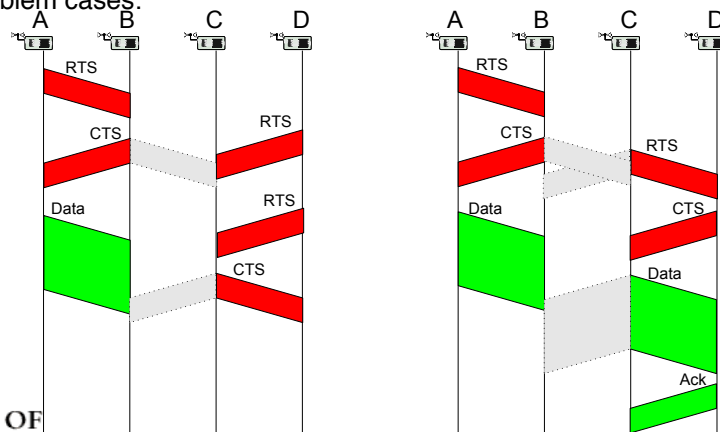 blem cases:
A B C D A B C D
RTS RTS
CTS RTS CTS RTS
Data RTS Data CTS
CTS Data
Ack
OF